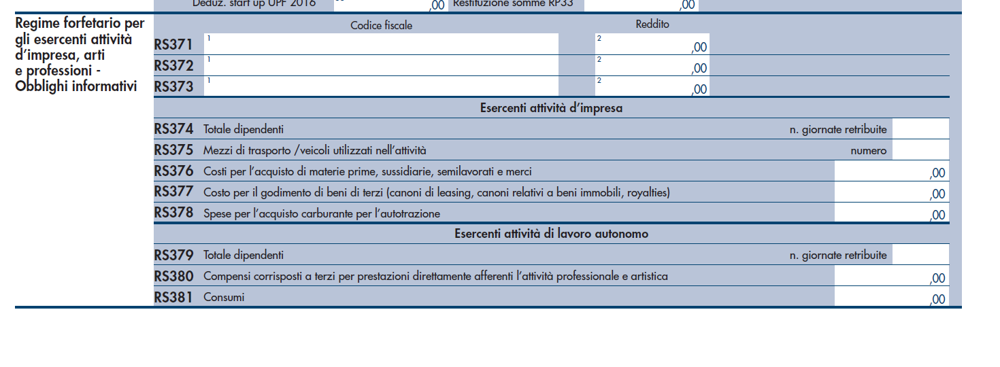 Deduz. start up UPF 2016 ,00 Restituzione somme RP33 ,00
Regime forfetario per
gli esercenti attività
d'impresa, arti
e professioni -
Obblighi informativi
Codice fiscale Reddito
RS371 1 2 ,00
RS372 1 2 ,00
RS373 1 2 ,00
Esercenti attività d'impresa
RS374 Totale dipendenti n. giornate retribuite
RS375 Mezzi di trasporto /veicoli utilizzati nell'attività numero
RS376 Costi per l'acquisto di materie prime, sussidiarie, semilavorati e merci ,00
RS377 Costo per il godimento di beni di terzi (canoni di leasing, canoni relativi a beni immobili, royalties) ,00
RS378 Spese per l'acquisto carburante per l'autotrazione ,00
Esercenti attività di lavoro autonomo
RS379 Totale dipendenti n. giornate retribuite
RS380 Compensi corrisposti a terzi per prestazioni direttamente afferenti l'attività professionale e artistica ,00
RS381 Consumi ,00